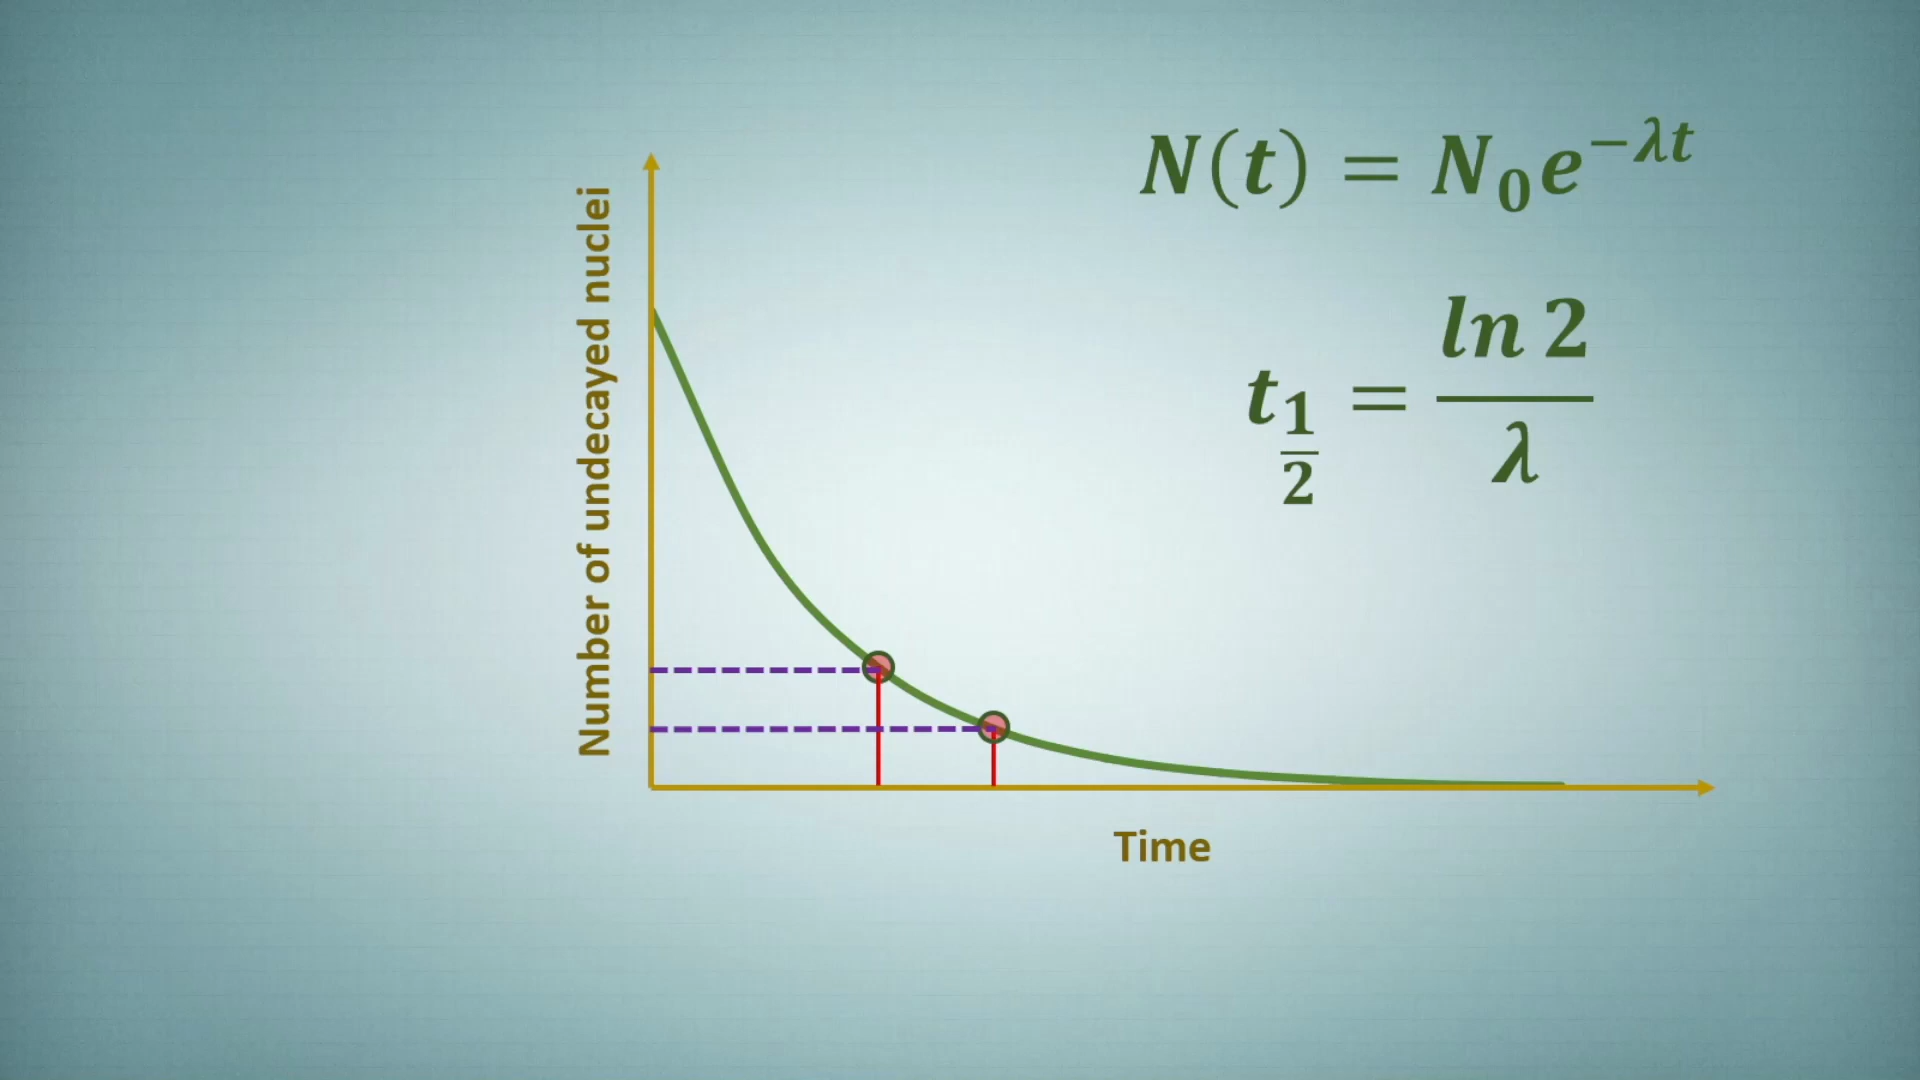 N(t) = N₀e^{−λt}
t_{1/2} = ln 2 / λ
Number of undecayed nuclei
Time